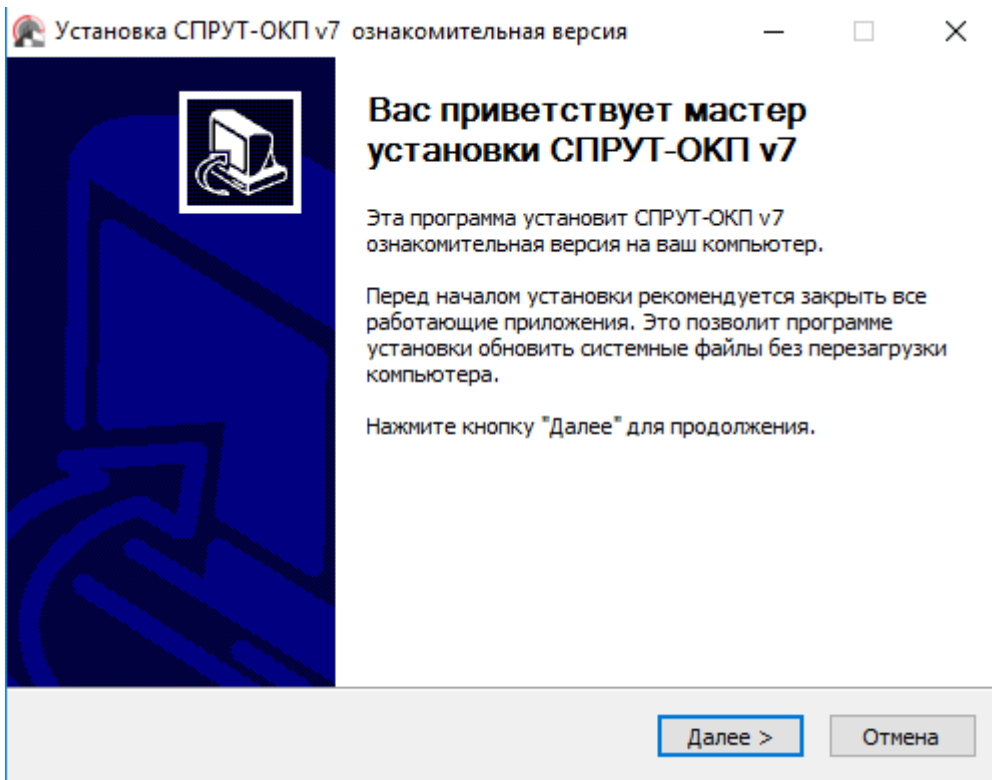 Установка СПРУТ-ОКП v7 ознакомительная версия
Вас приветствует мастер
установки СПРУТ-ОКП v7
Эта программа установит СПРУТ-ОКП v7
ознакомительная версия на ваш компьютер.
Перед началом установки рекомендуется закрыть все
работающие приложения. Это позволит программе
установки обновить системные файлы без перезагрузки
компьютера.
Нажмите кнопку "Далее" для продолжения.
Далее >
Отмена